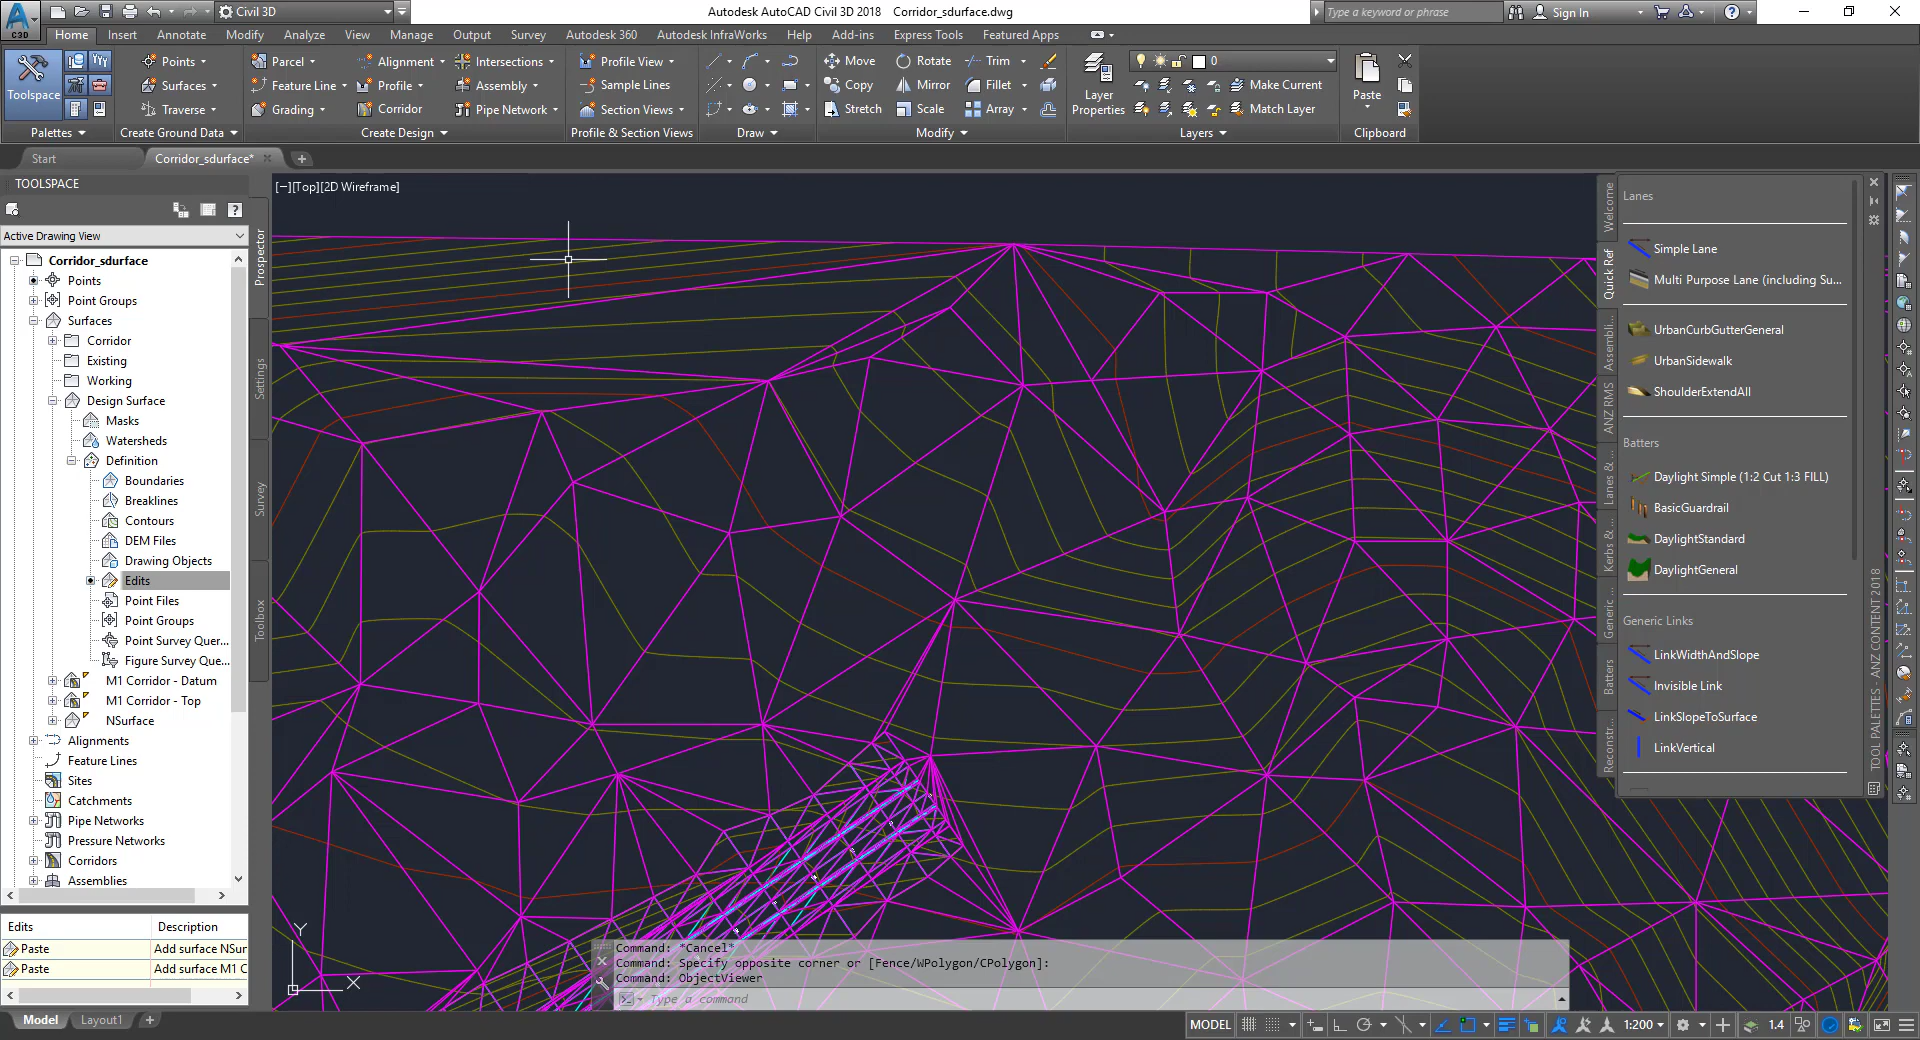 Civil 3D
Autodesk AutoCAD Civil 3D 2018 Corridor_sdurface.dwg
Type a keyword or phrase
Sign In
C3D
Home Insert Annotate Modify Analyze View Manage Output Survey Autodesk 360 Autodesk InfraWorks Help Add-ins Express Tools Featured Apps
Toolspace
Palettes
Points
Surfaces
Traverse
Create Ground Data
Parcel Alignment Intersections
Feature Line Profile Assembly
Grading Corridor Pipe Network
Create Design
Profile View
Sample Lines
Section Views
Profile & Section Views
Draw
Move Rotate Trim
Copy Mirror Fillet
Stretch Scale Array
Modify
Layer Properties
0
Make Current
Match Layer
Layers
Paste
Clipboard
Start
Corridor_sdurface*
TOOLSPACE
Active Drawing View
Corridor_sdurface
Points
Point Groups
Surfaces
Corridor
Existing
Working
Design Surface
Masks
Watersheds
Definition
Boundaries
Breaklines
Contours
DEM Files
Drawing Objects
Edits
Point Files
Point Groups
Point Survey Quer...
Figure Survey Que...
M1 Corridor - Datum
M1 Corridor - Top
NSurface
Alignments
Feature Lines
Sites
Catchments
Pipe Networks
Pressure Networks
Corridors
Assemblies
Prospector
Settings
Survey
Toolbox
Edits Description
Paste Add surface NSur
Paste Add surface M1 C
[−][Top][2D Wireframe]
Y
X
Command: *Cancel*
Command: Specify opposite corner or [Fence/WPolygon/CPolygon]:
Command: ObjectViewer
Type a command
Welcome
Quick Ref
Assembli...
ANZ RMS
Lanes & ...
Kerbs & ...
Generic...
Batters
Reconstr...
Lanes
Simple Lane
Multi Purpose Lane (including Su...
UrbanCurbGutterGeneral
UrbanSidewalk
ShoulderExtendAll
Batters
Daylight Simple (1:2 Cut 1:3 FILL)
BasicGuardrail
DaylightStandard
DaylightGeneral
Generic Links
LinkWidthAndSlope
Invisible Link
LinkSlopeToSurface
LinkVertical
TOOL PALETTES - ANZ CONTENT 2018
Model Layout1
MODEL
1:200
1.4